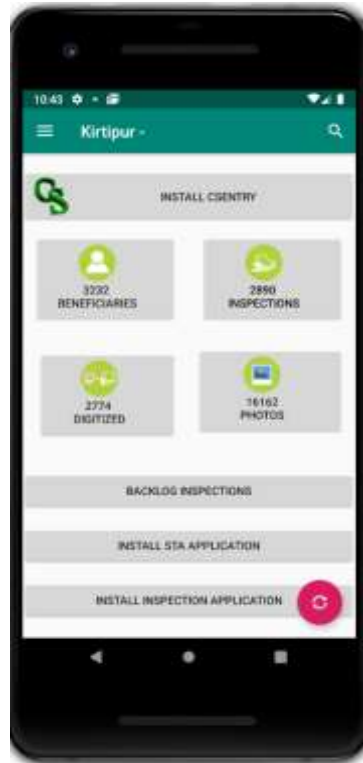 10:43
Kirtipur -
CS
INSTALL CSENTRY
3232
BENEFICIARIES
2890
INSPECTIONS
2774
DIGITIZED
16162
PHOTOS
BACKLOG INSPECTIONS
INSTALL STA APPLICATION
INSTALL INSPECTION APPLICATION